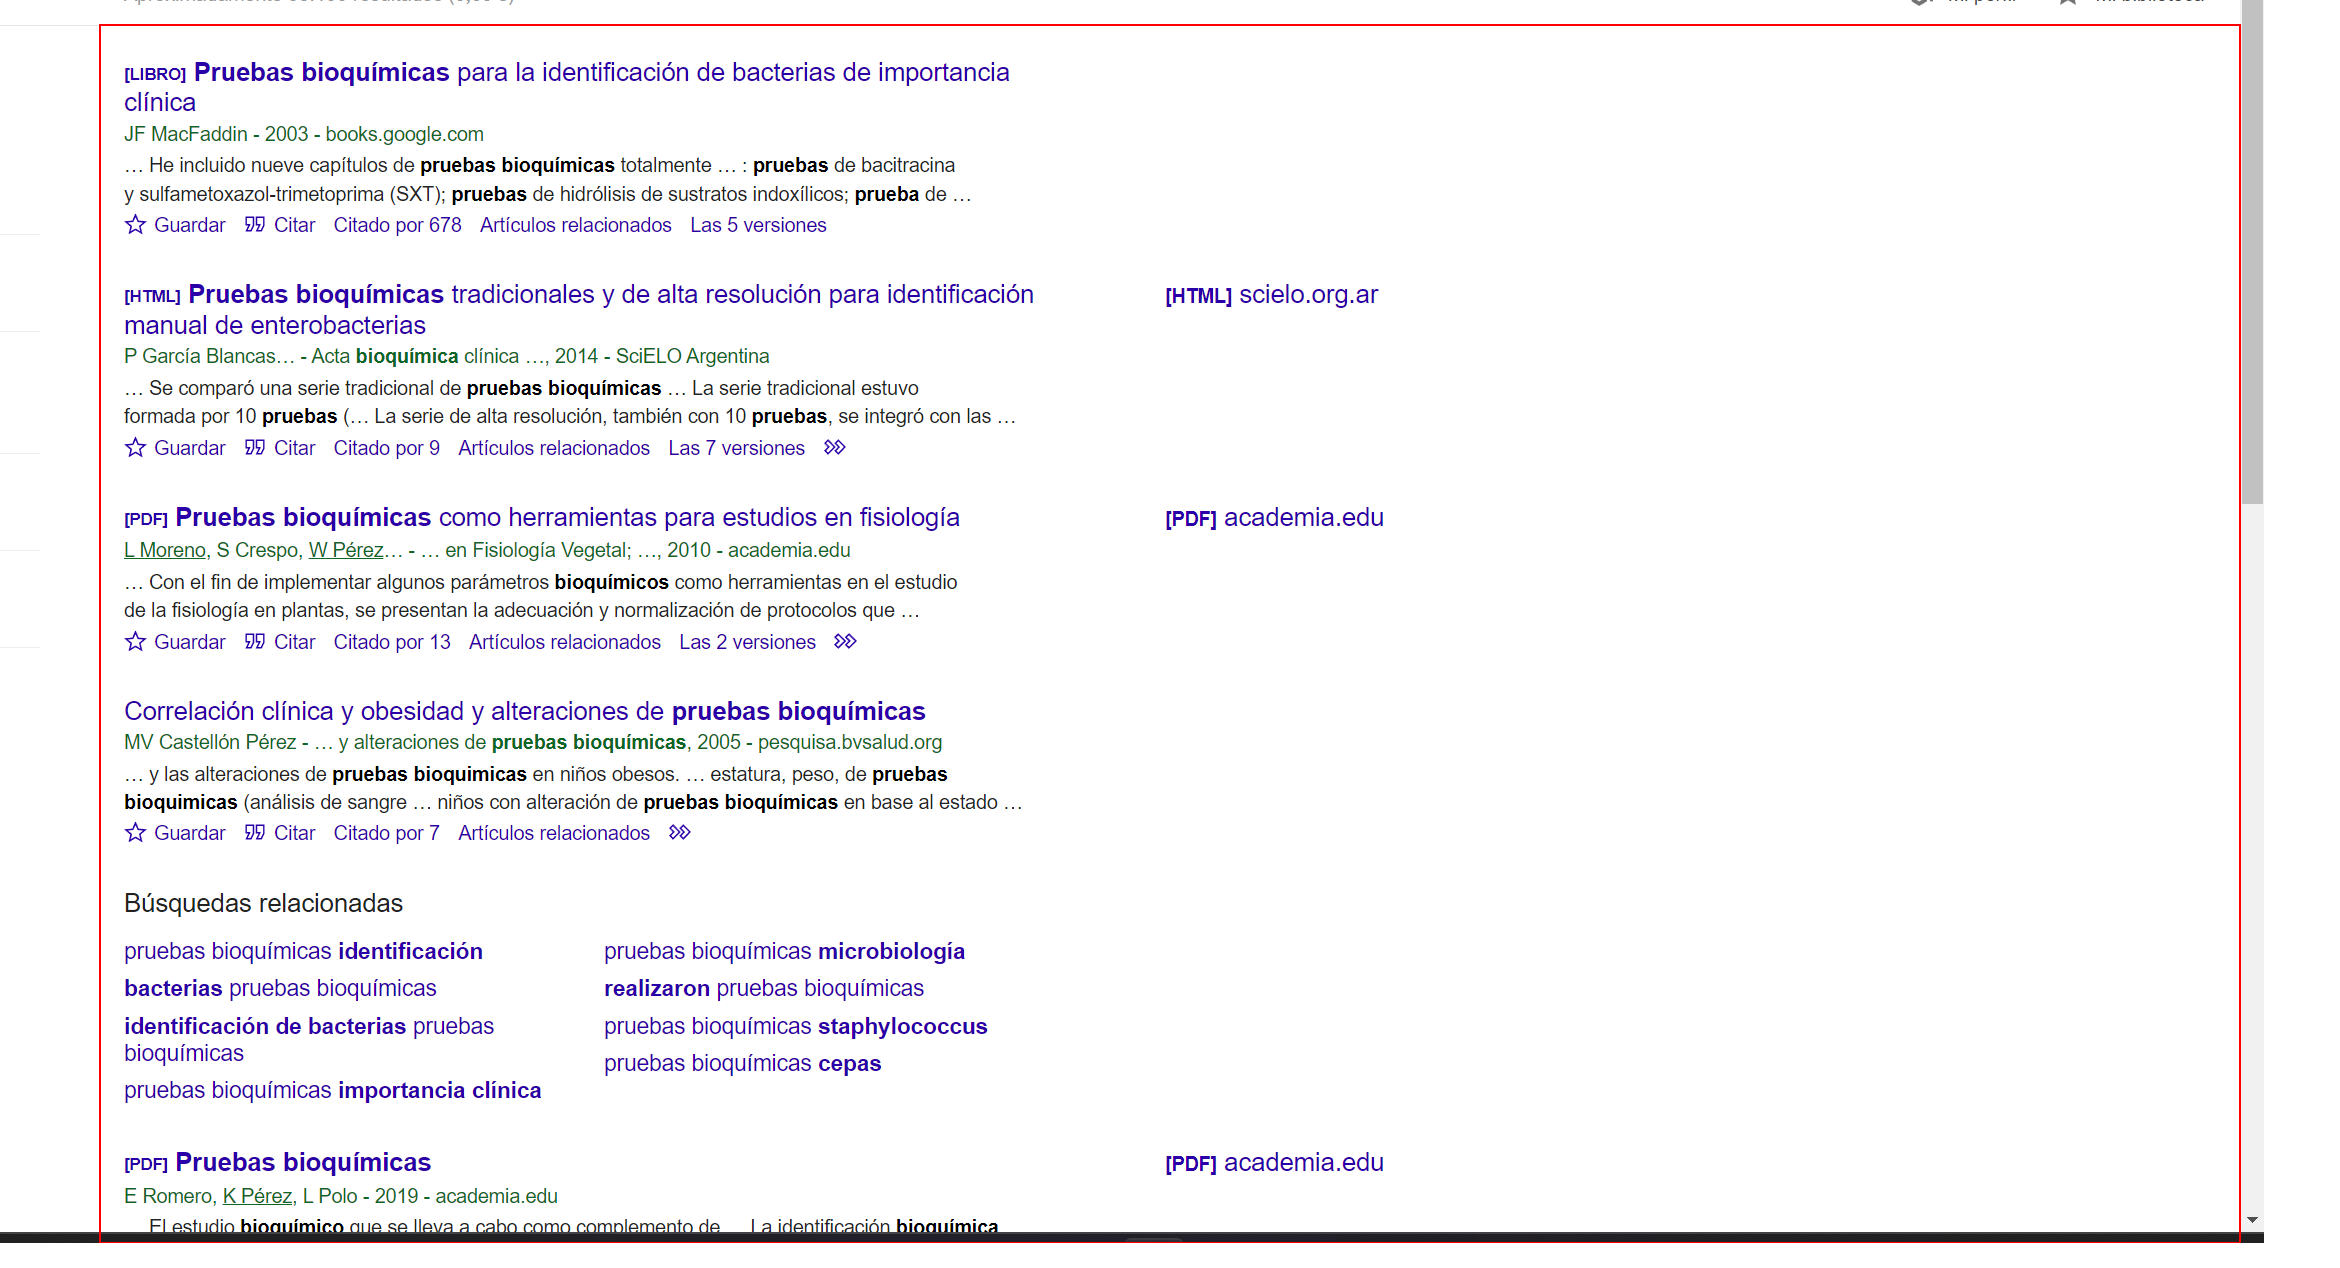 [LIBRO] Pruebas bioquímicas para la identificación de bacterias de importancia
clínica
JF MacFaddin - 2003 - books.google.com
… He incluido nueve capítulos de pruebas bioquímicas totalmente … : pruebas de bacitracina
y sulfametoxazol-trimetoprima (SXT); pruebas de hidrólisis de sustratos indoxílicos; prueba de …
Guardar Citar Citado por 678 Artículos relacionados Las 5 versiones
[HTML] Pruebas bioquímicas tradicionales y de alta resolución para identificación
manual de enterobacterias
[HTML] scielo.org.ar
P García Blancas… - Acta bioquímica clínica …, 2014 - SciELO Argentina
… Se comparó una serie tradicional de pruebas bioquímicas … La serie tradicional estuvo
formada por 10 pruebas (… La serie de alta resolución, también con 10 pruebas, se integró con las …
Guardar Citar Citado por 9 Artículos relacionados Las 7 versiones
[PDF] Pruebas bioquímicas como herramientas para estudios en fisiología
[PDF] academia.edu
L Moreno, S Crespo, W Pérez… - … en Fisiología Vegetal; …, 2010 - academia.edu
… Con el fin de implementar algunos parámetros bioquímicos como herramientas en el estudio
de la fisiología en plantas, se presentan la adecuación y normalización de protocolos que …
Guardar Citar Citado por 13 Artículos relacionados Las 2 versiones
Correlación clínica y obesidad y alteraciones de pruebas bioquímicas
MV Castellón Pérez - … y alteraciones de pruebas bioquímicas, 2005 - pesquisa.bvsalud.org
… y las alteraciones de pruebas bioquimicas en niños obesos. … estatura, peso, de pruebas
bioquimicas (análisis de sangre … niños con alteración de pruebas bioquímicas en base al estado …
Guardar Citar Citado por 7 Artículos relacionados
Búsquedas relacionadas
pruebas bioquímicas identificación
bacterias pruebas bioquímicas
identificación de bacterias pruebas
bioquímicas
pruebas bioquímicas importancia clínica
pruebas bioquímicas microbiología
realizaron pruebas bioquímicas
pruebas bioquímicas staphylococcus
pruebas bioquímicas cepas
[PDF] Pruebas bioquímicas
[PDF] academia.edu
E Romero, K Pérez, L Polo - 2019 - academia.edu
El estudio bioquímico que se lleva a cabo como complemento de … La identificación bioquímica